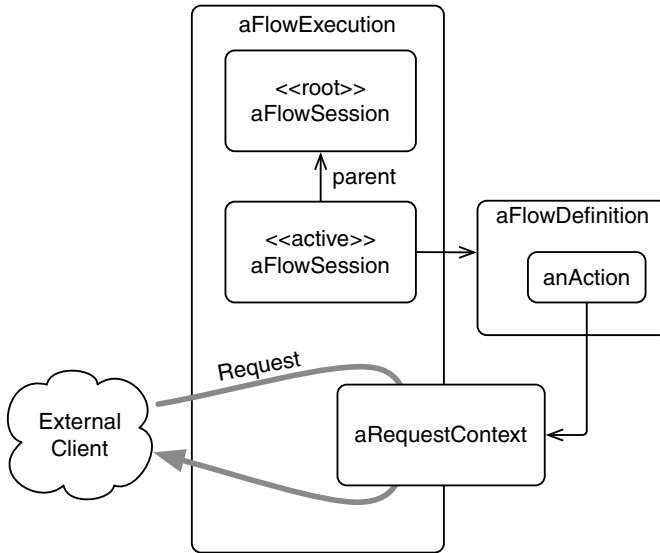 aFlowExecution
<<root>>
aFlowSession
parent
<<active>>
aFlowSession
aFlowDefinition
anAction
Request
External
Client
aRequestContext